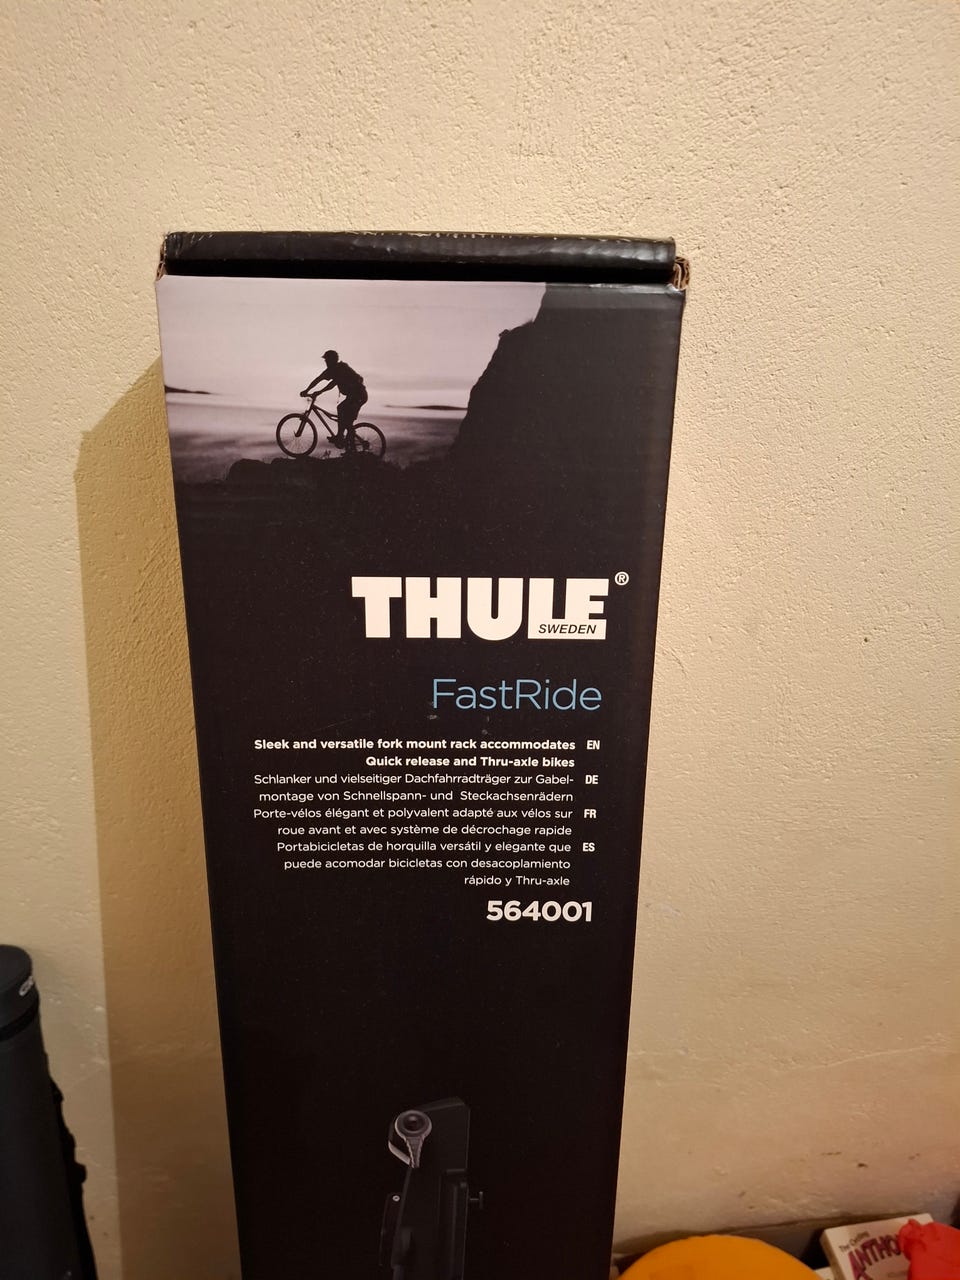 THULE®
SWEDEN
FastRide
Sleek and versatile fork mount rack accommodates EN
Quick release and Thru-axle bikes
Schlanker und vielseitiger Dachfahrradträger zur Gabel- DE
montage von Schnellspann- und Steckachsenrädern
Porte-vélos élégant et polyvalent adapté aux vélos sur FR
roue avant et avec système de décrochage rapide
Portabicicletas de horquilla versátil y elegante que ES
puede acomodar bicicletas con desacoplamiento
rápido y Thru-axle
564001
The Cycling